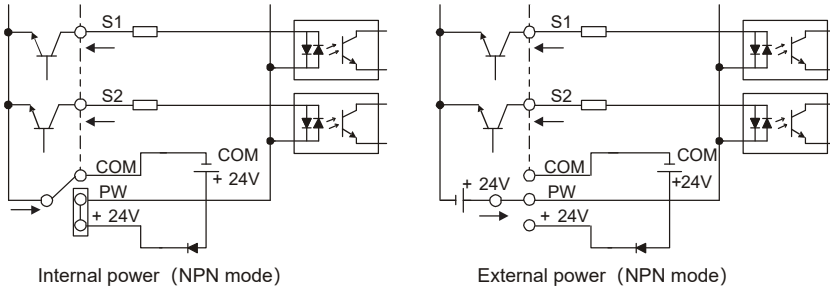 S1
S2
COM
COM
+ 24V
PW
+ 24V
Internal power（NPN mode）
S1
S2
COM
COM
+24V
+ 24V
PW
+ 24V
External power（NPN mode）